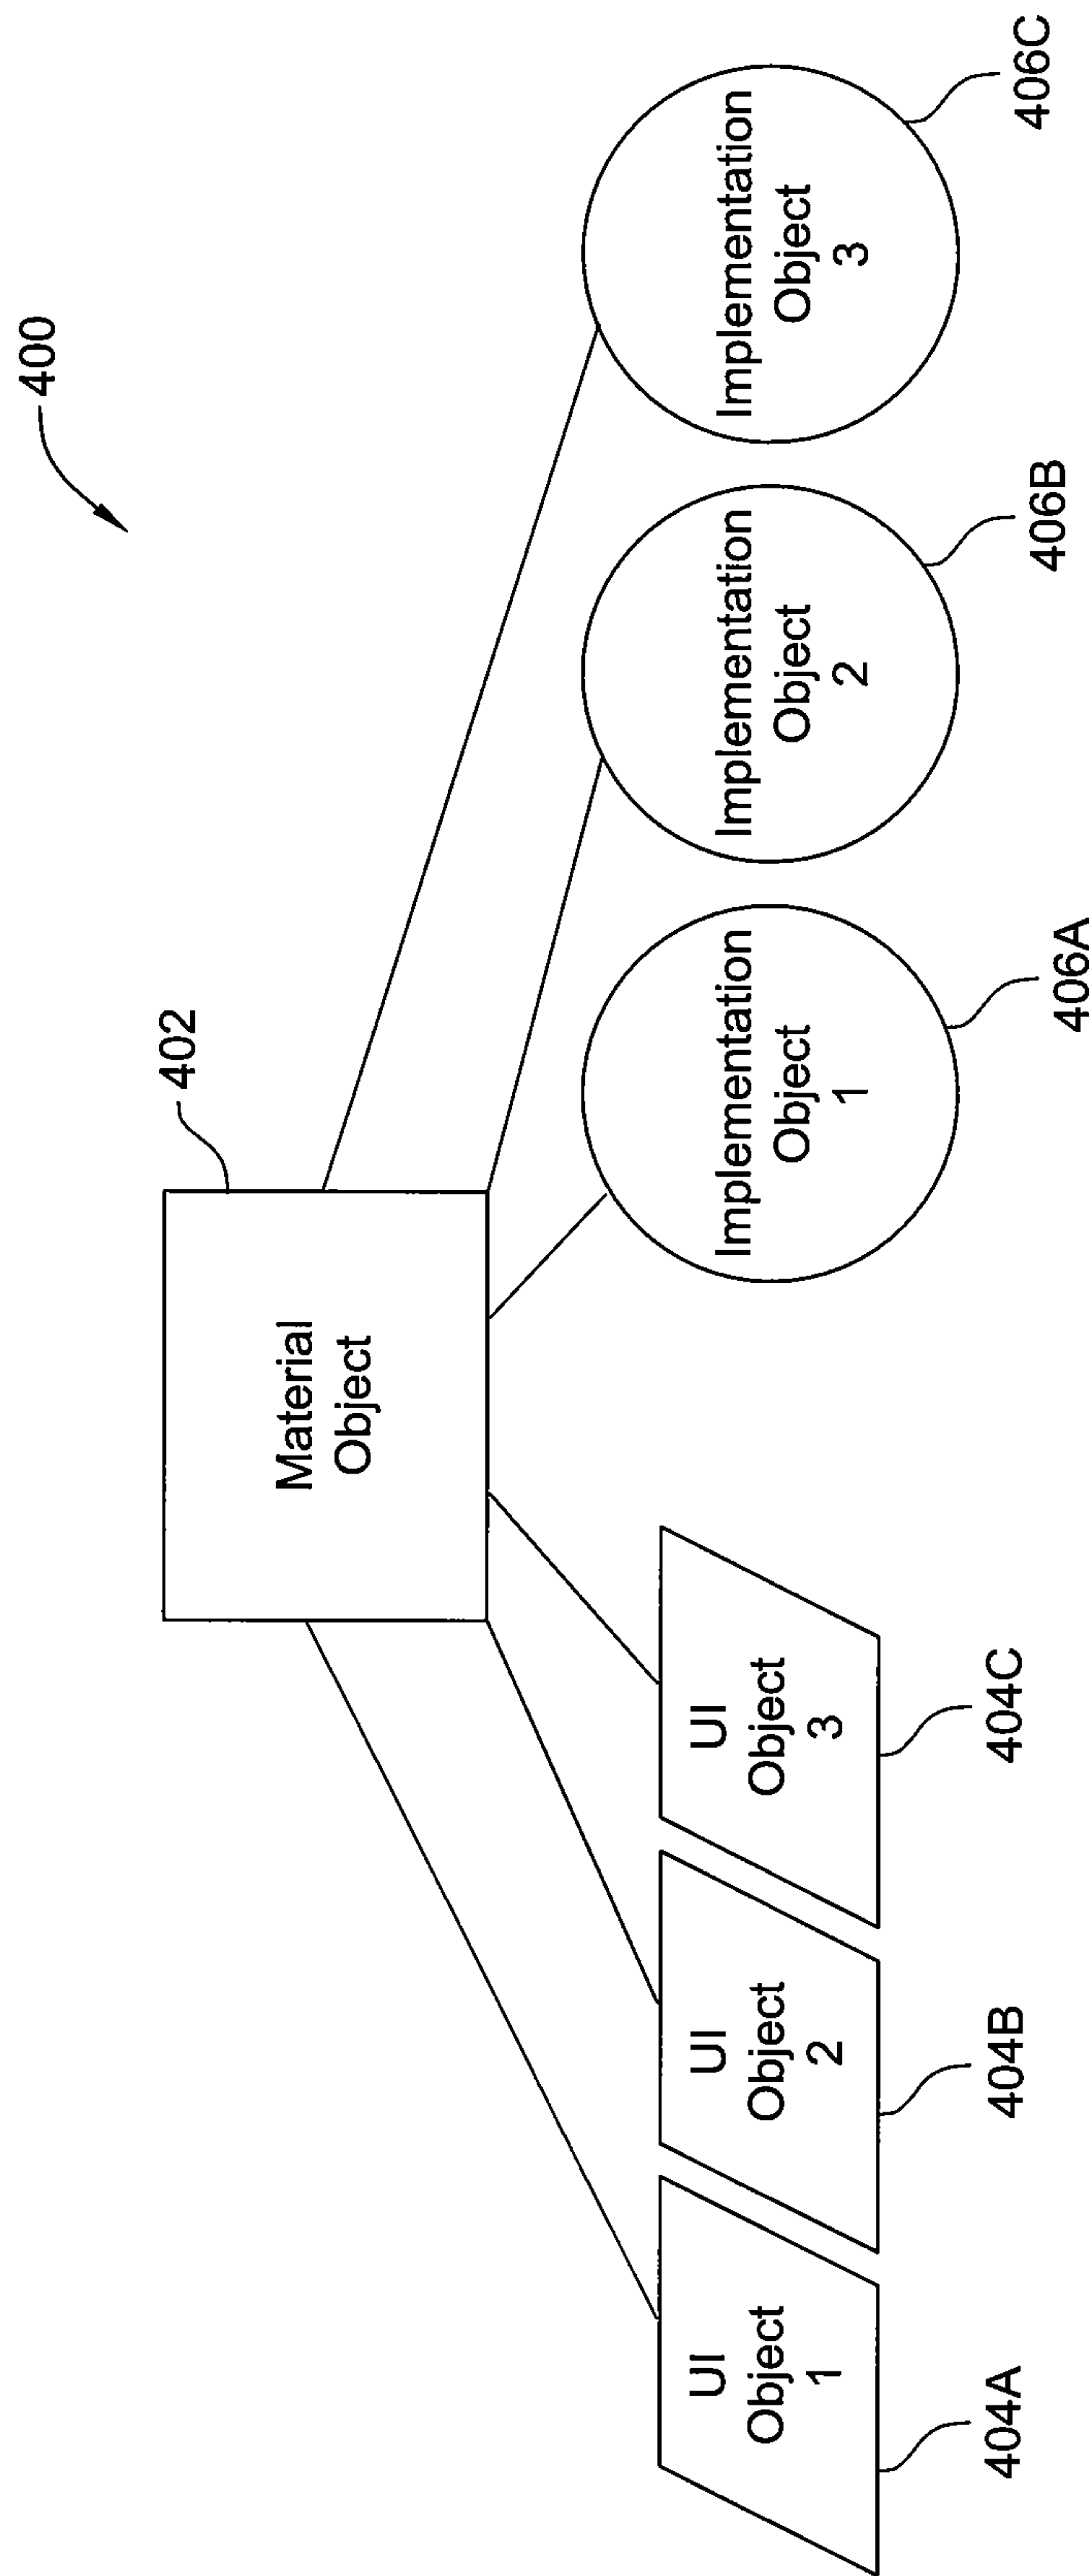 400
402
Material
Object
UI
Object
1
UI
Object
2
UI
Object
3
Implementation
Object
1
Implementation
Object
2
Implementation
Object
3
404A
404B
404C
406A
406B
406C